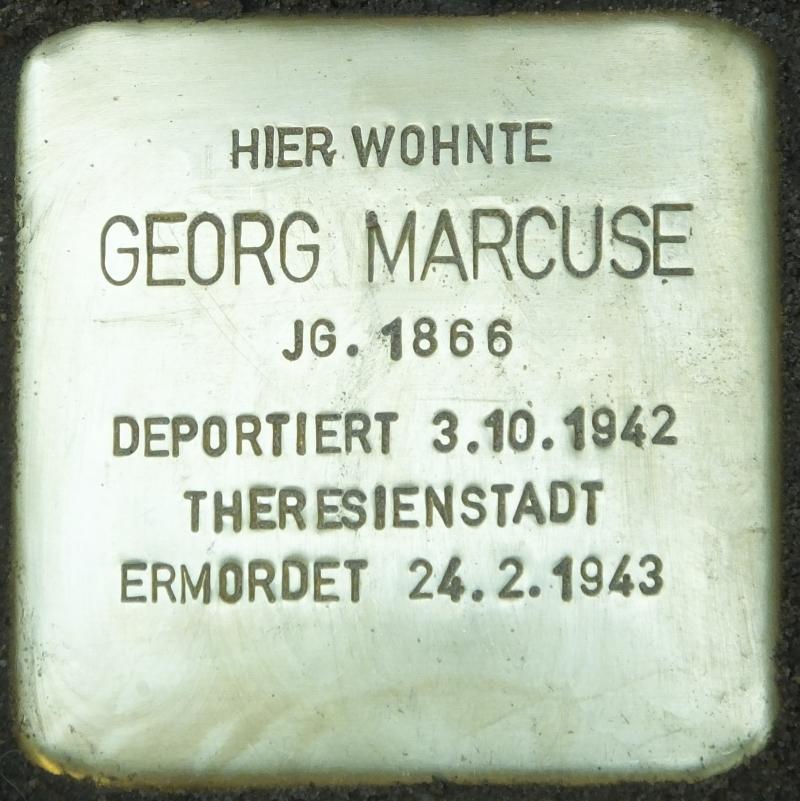 HIER WOHNTE
GEORG MARCUSE
JG. 1866
DEPORTIERT 3.10.1942
THERESIENSTADT
ERMORDET 24.2.1943